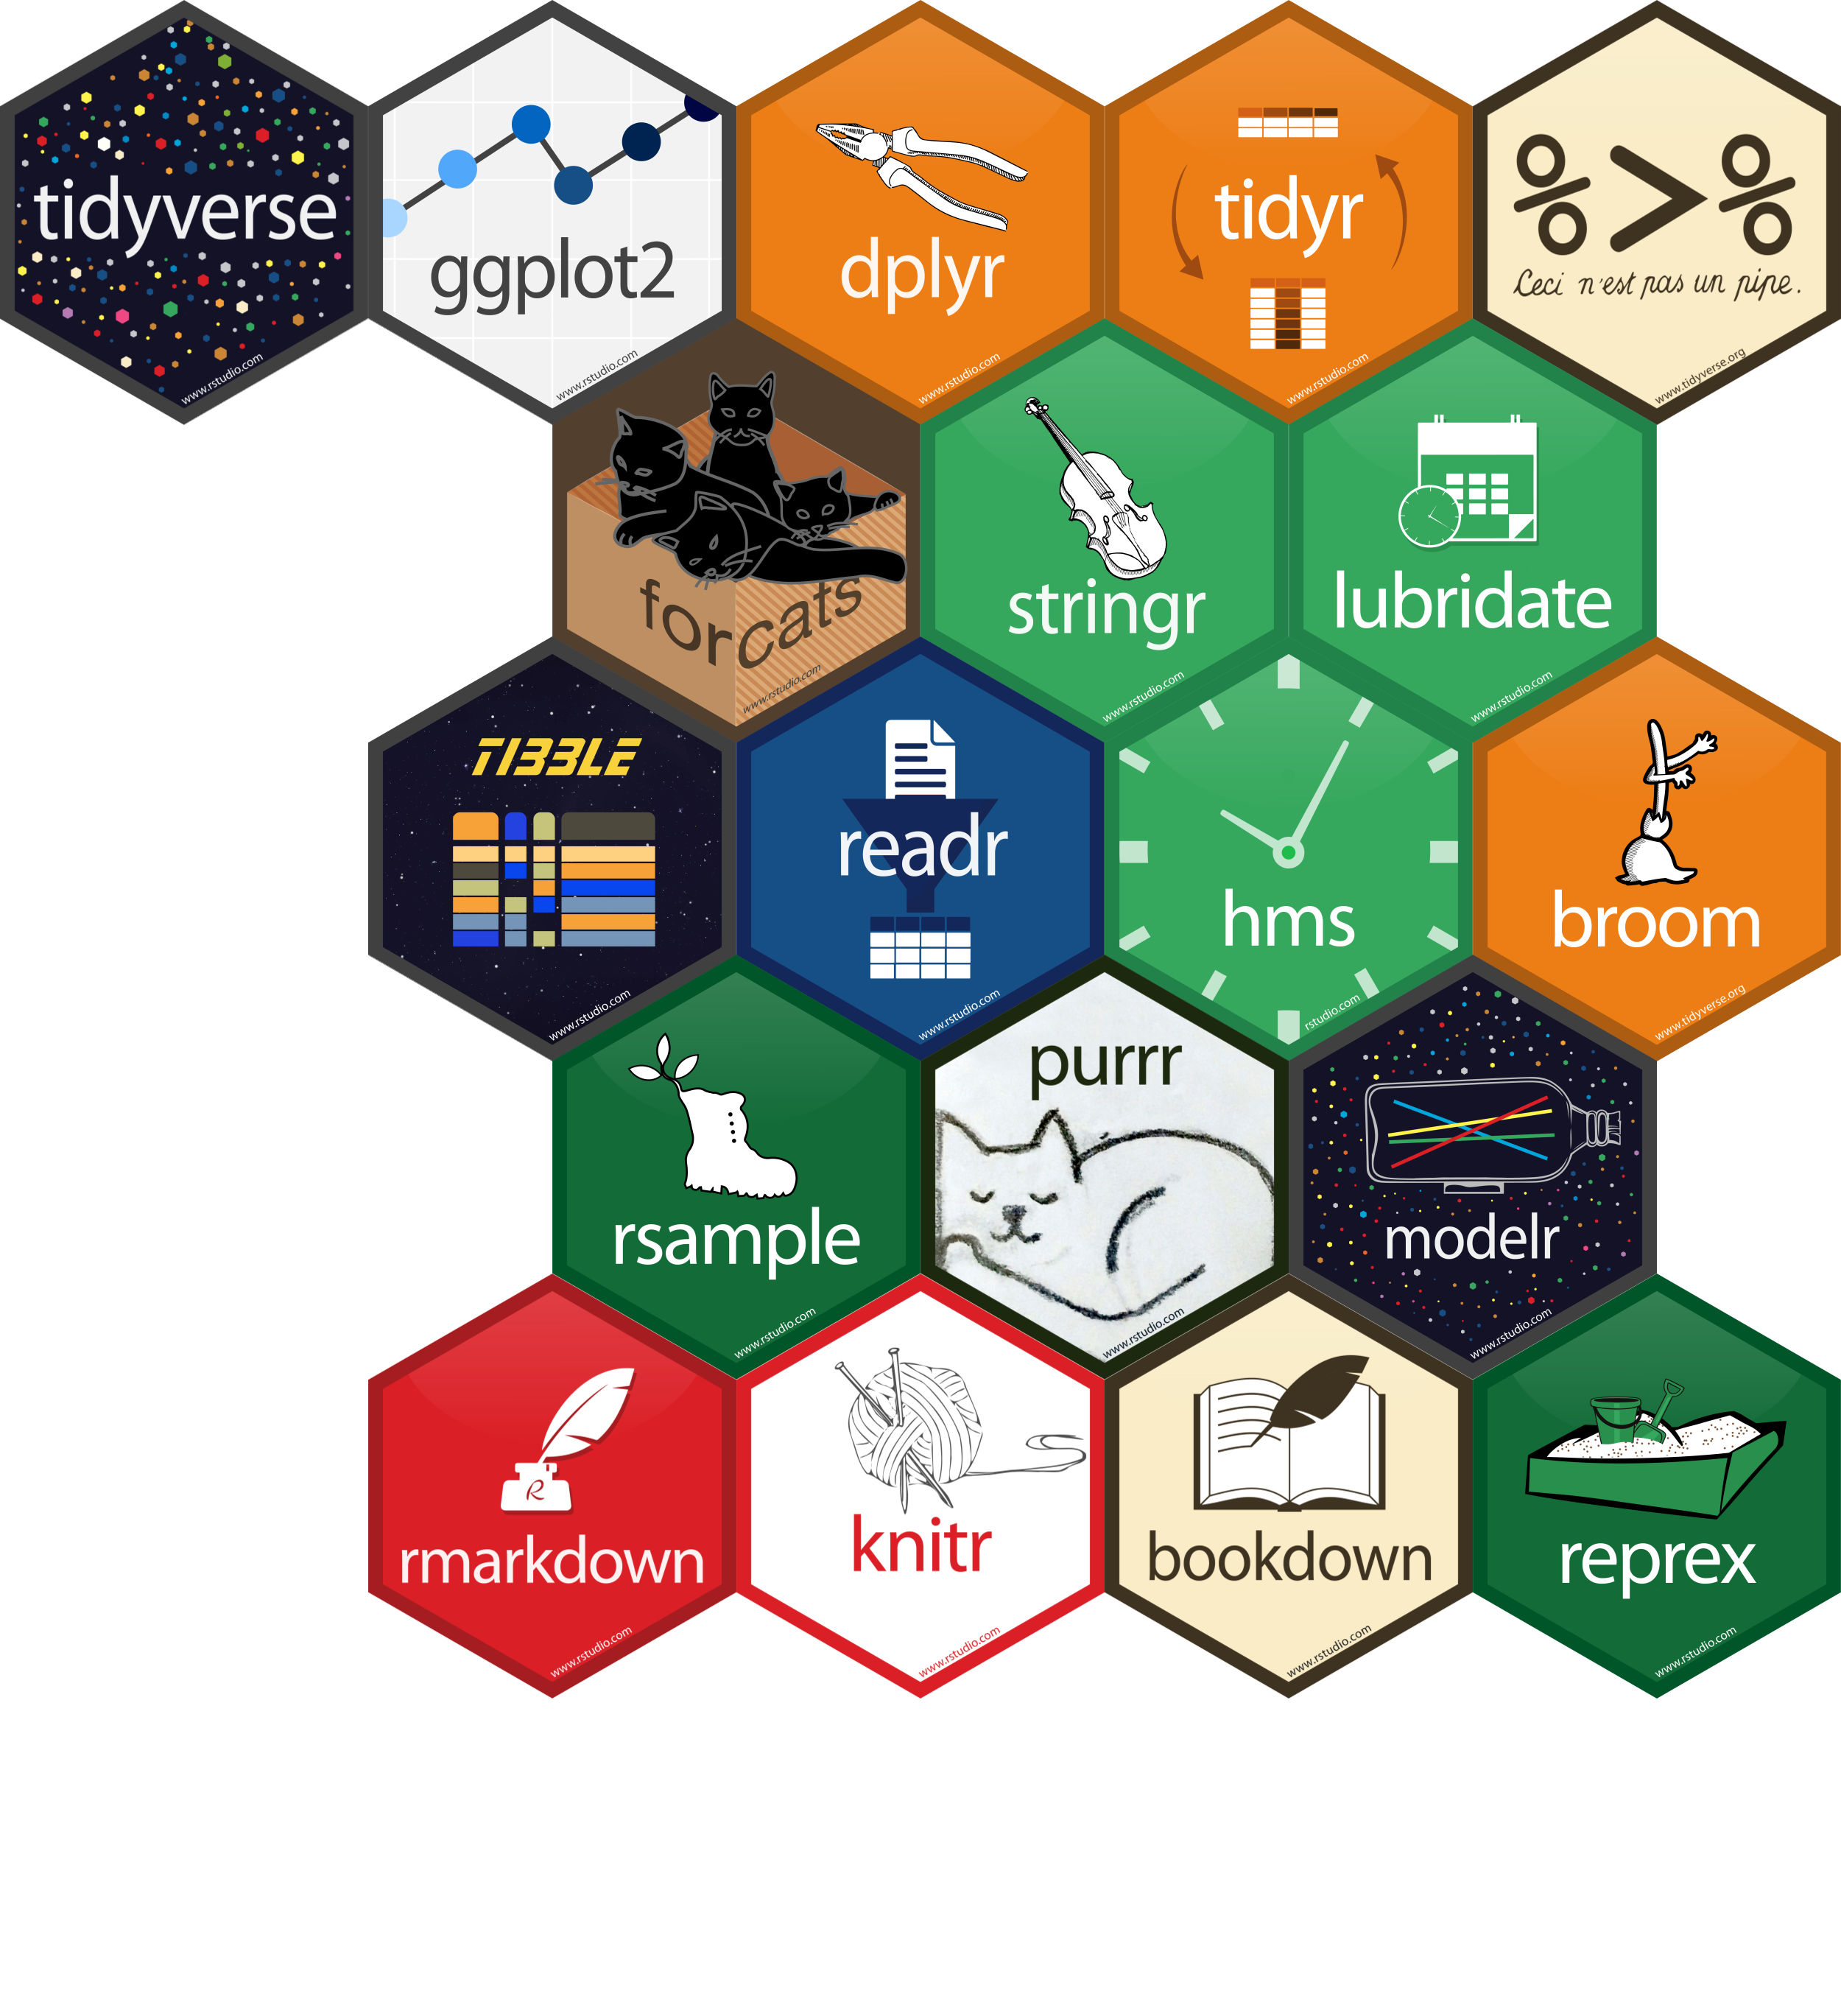 tidyverse
www.rstudio.com
ggplot2
www.rstudio.com
dplyr
www.rstudio.com
tidyr
www.rstudio.com
%>%
Ceci n'est pas un pipe.
www.tidyverse.org
forcats
www.rstudio.com
stringr
www.rstudio.com
lubridate
www.rstudio.com
TIBBLE
www.rstudio.com
readr
www.rstudio.com
hms
rstudio.com
broom
www.tidyverse.org
rsample
www.rstudio.com
purrr
www.rstudio.com
modelr
www.rstudio.com
R
rmarkdown
www.rstudio.com
knitr
www.rstudio.com
bookdown
www.rstudio.com
reprex
www.rstudio.com